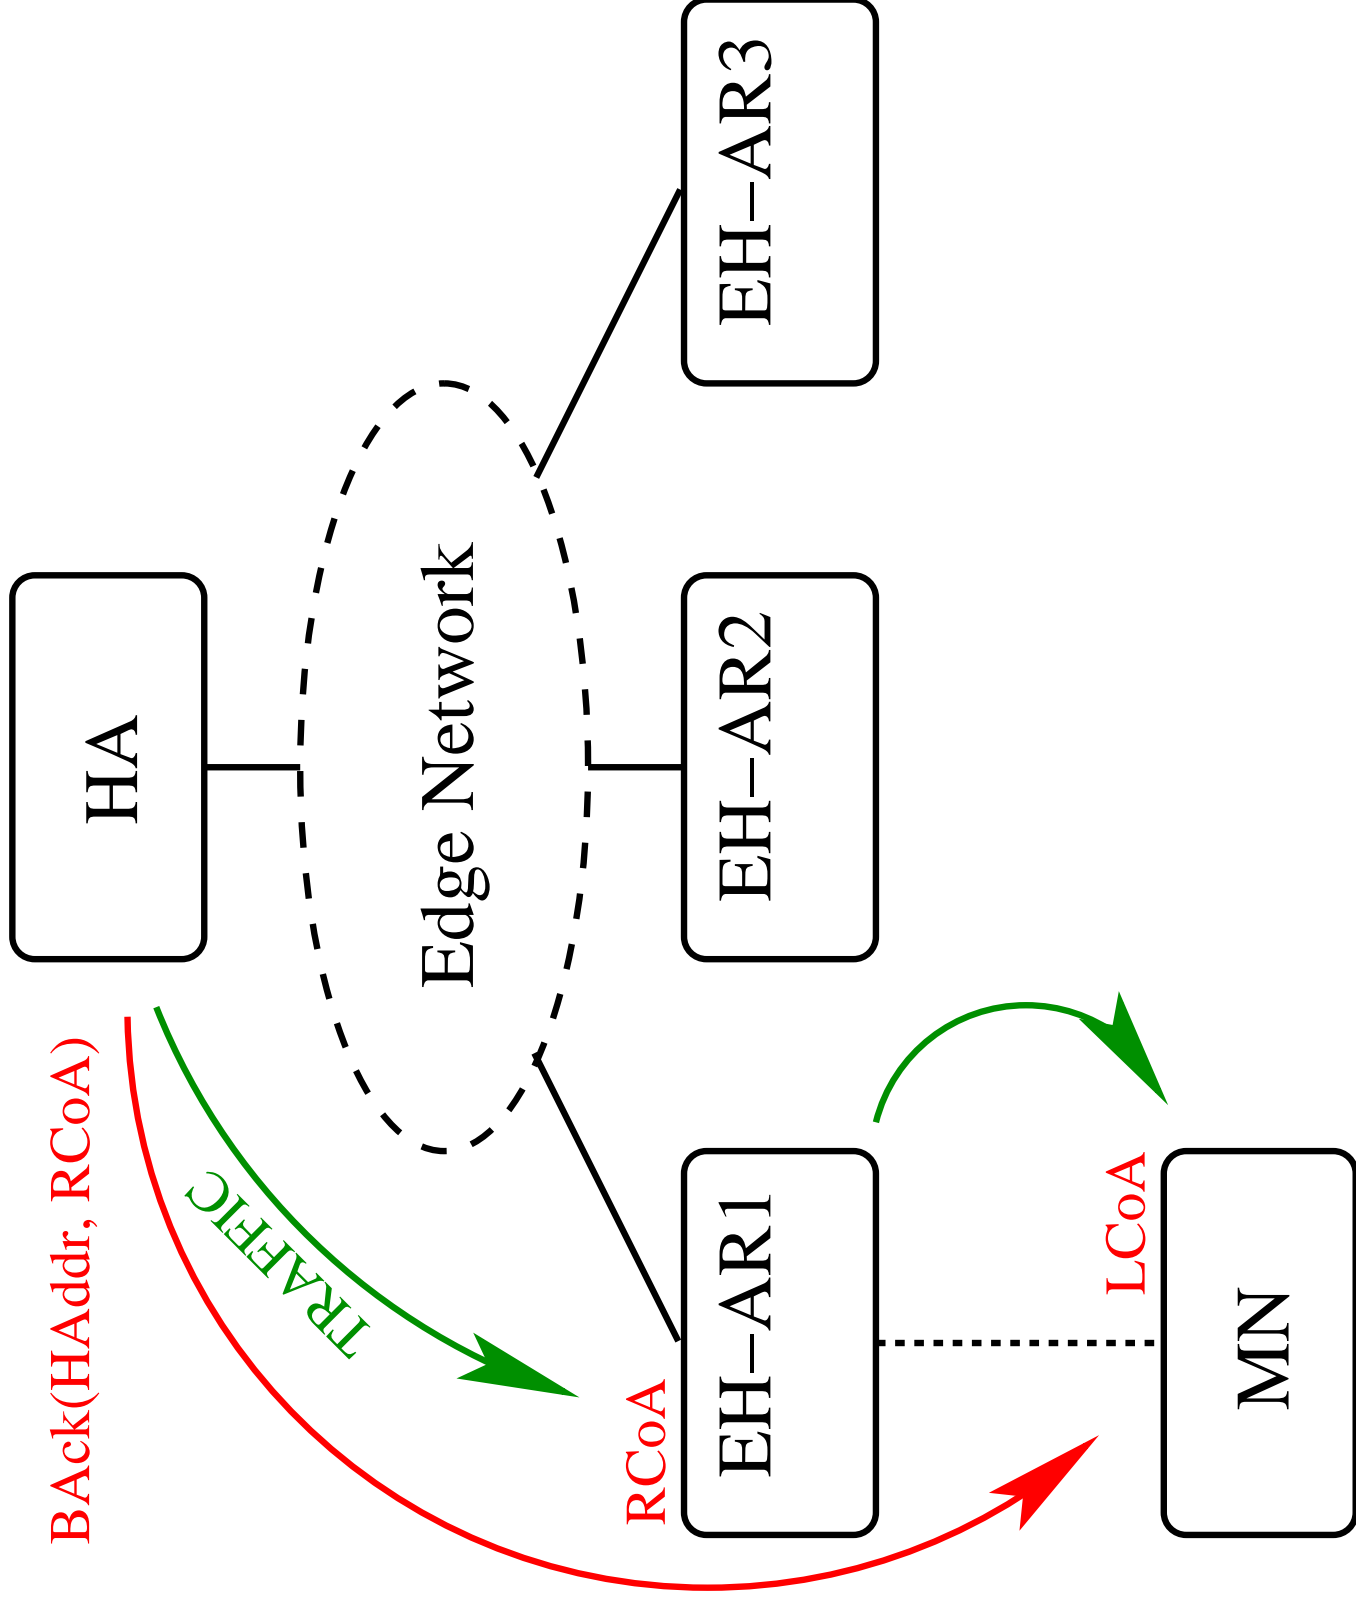 HA
BAck(HAddr, RCoA)
TRAFFIC
Edge Network
RCoA
EH–AR1
EH–AR2
EH–AR3
LCoA
MN